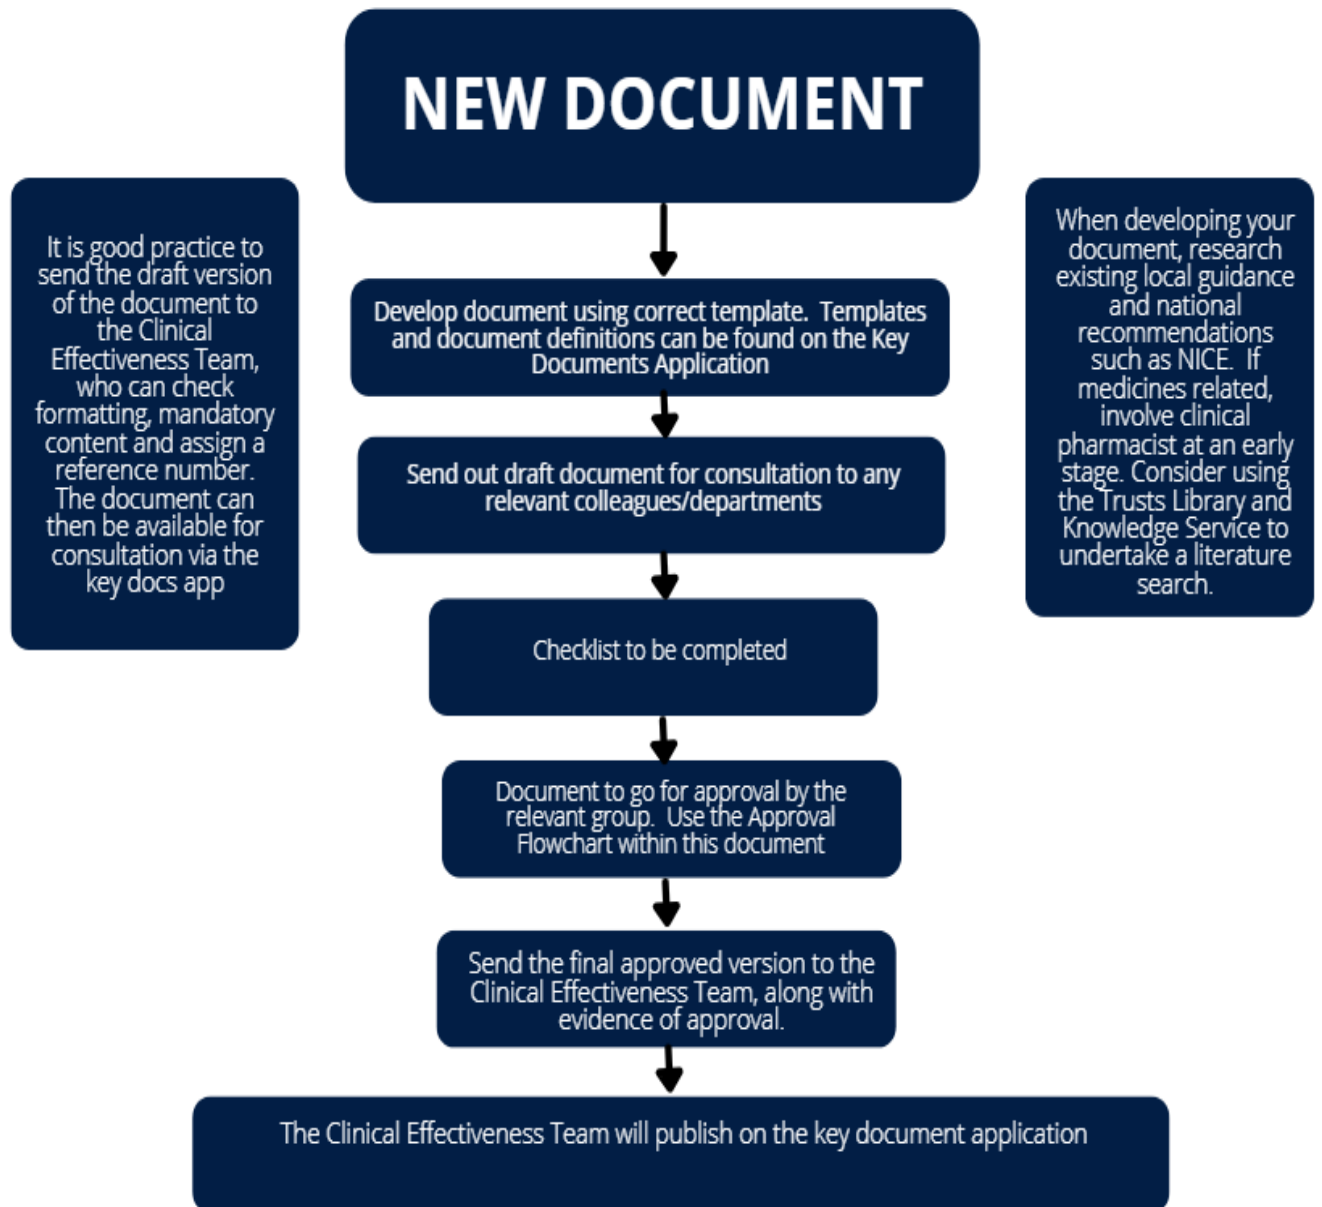 NEW DOCUMENT
It is good practice to
send the draft version
of the document to
the Clinical
Effectiveness Team,
who can check
formatting, mandatory
content and assign a
reference number.
The document can
then be available for
consultation via the
key docs app
When developing your
document, research
existing local guidance
and national
recommendations
such as NICE.  If
medicines related,
involve clinical
pharmacist at an early
stage. Consider using
the Trusts Library and
Knowledge Service to
undertake a literature
search.
Develop document using correct template.  Templates
and document definitions can be found on the Key
Documents Application
Send out draft document for consultation to any
relevant colleagues/departments
Checklist to be completed
Document to go for approval by the
relevant group.  Use the Approval
Flowchart within this document
Send the final approved version to the
Clinical Effectiveness Team, along with
evidence of approval.
The Clinical Effectiveness Team will publish on the key document application